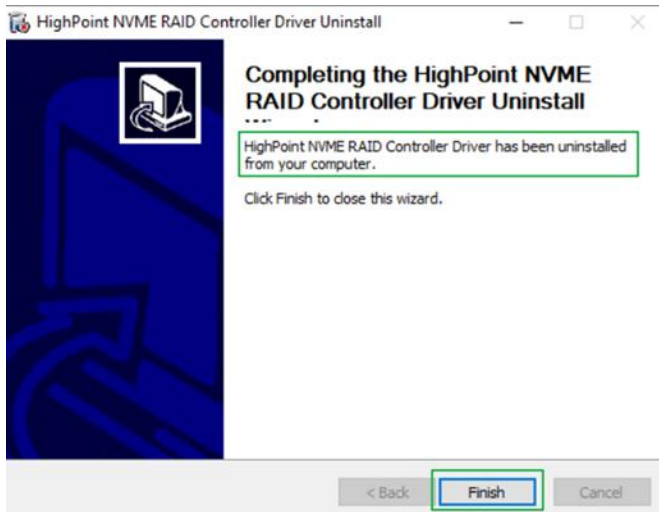 HighPoint NVME RAID Controller Driver Uninstall
Completing the HighPoint NVME
RAID Controller Driver Uninstall
HighPoint NVME RAID Controller Driver has been uninstalled
from your computer.
Click Finish to close this wizard.
< Back
Finish
Cancel